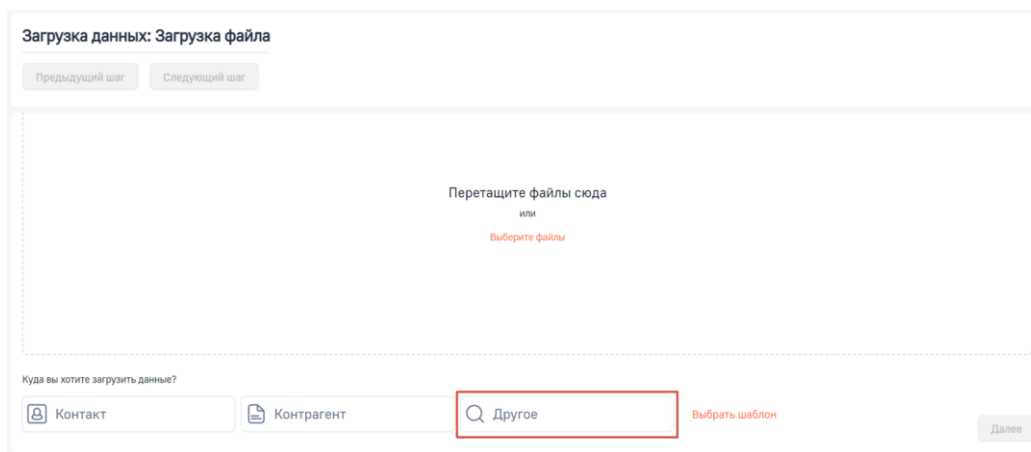 Загрузка данных: Загрузка файла
Предыдущий шаг Следующий шаг
Перетащите файлы сюда
или
Выберите файлы
Куда вы хотите загрузить данные?
Контакт Контрагент Другое Выбрать шаблон
Далее